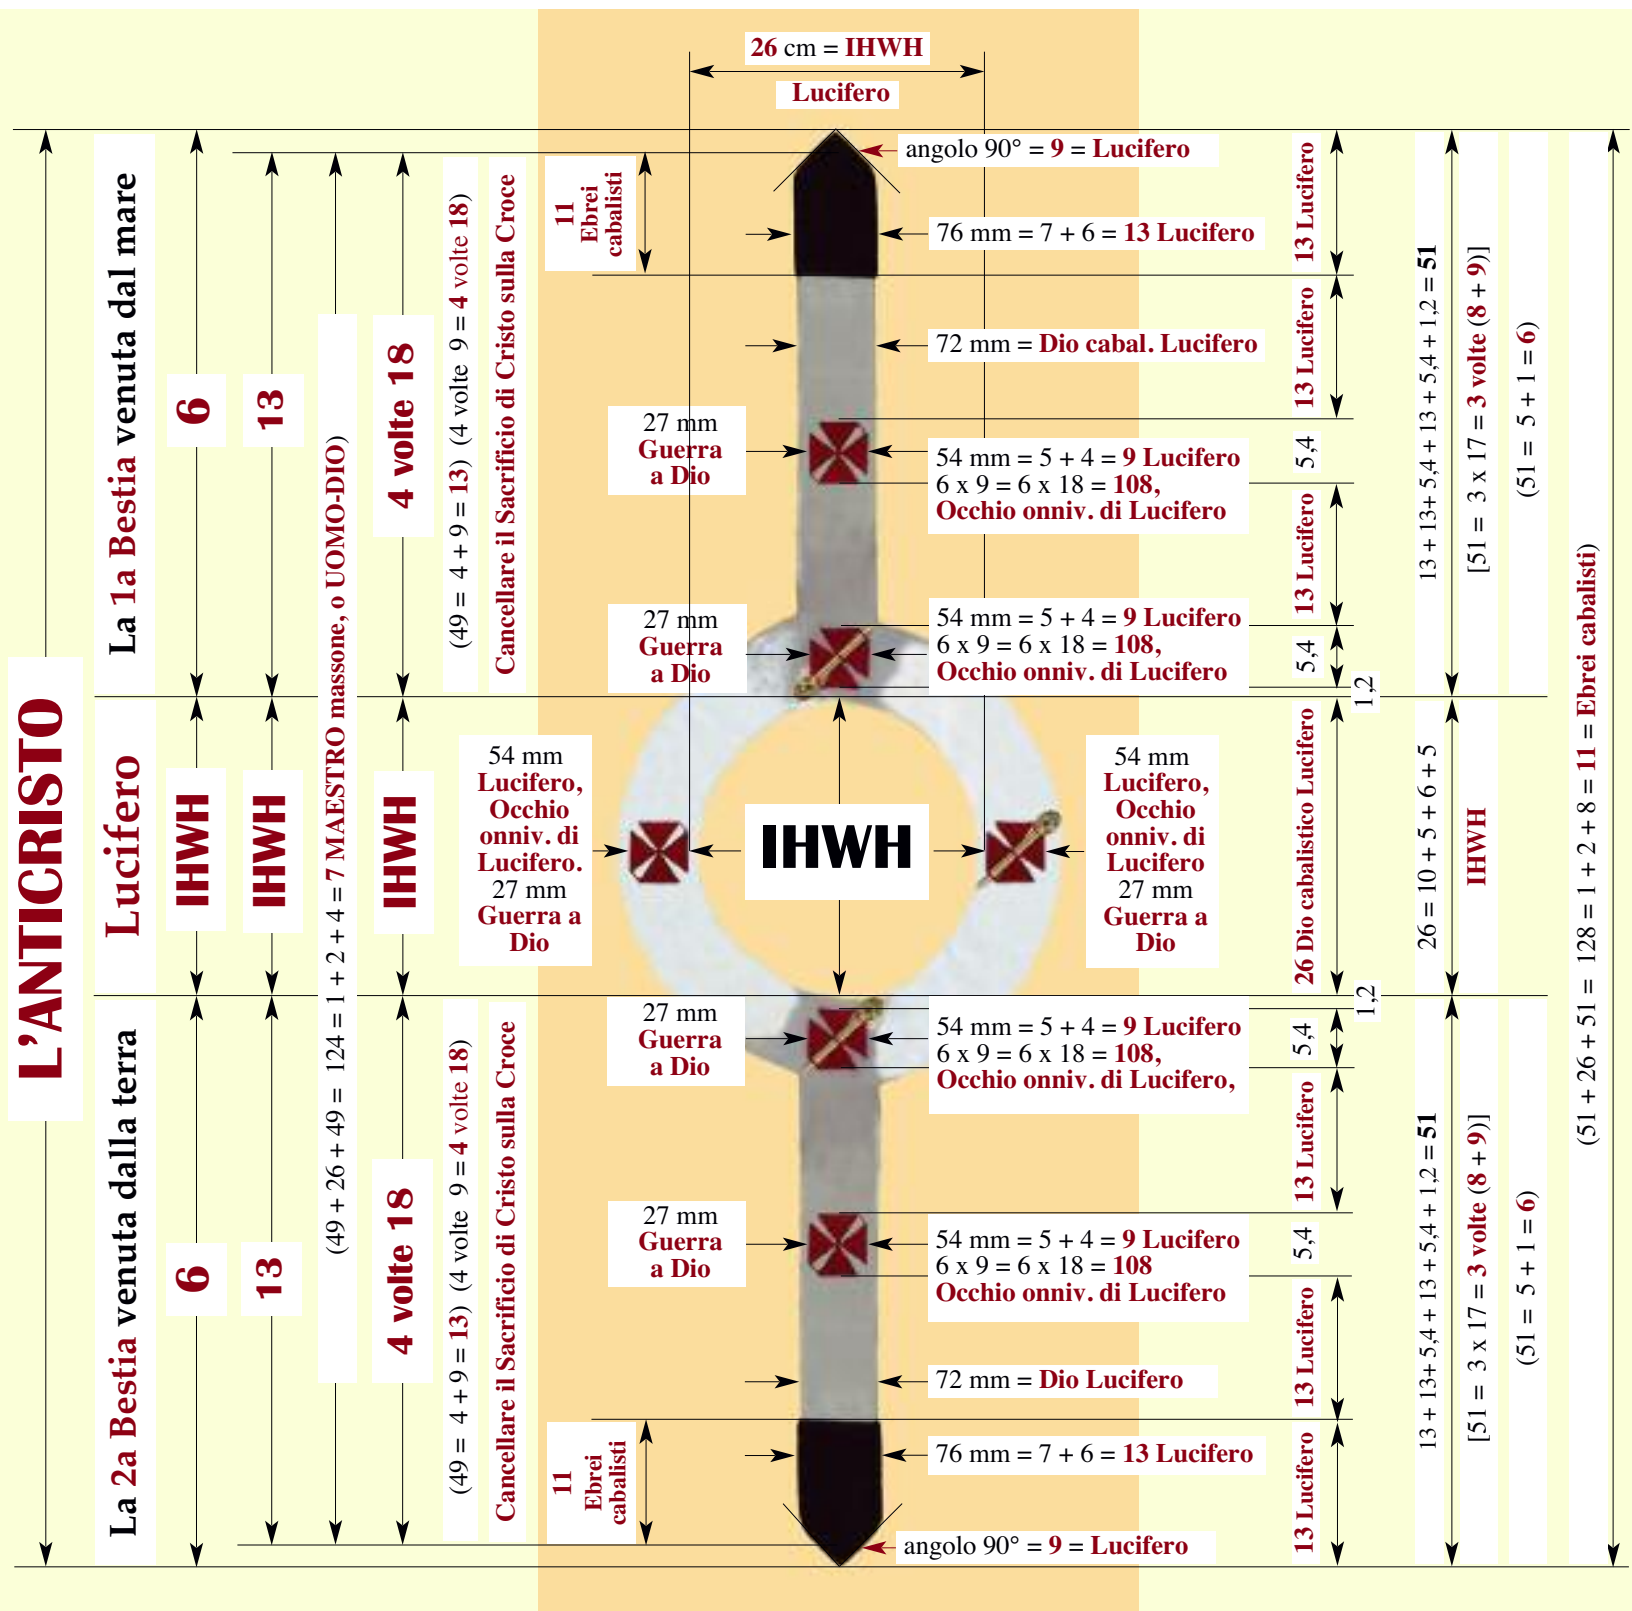 26 cm = IHWH
Lucifero
angolo 90° = 9 = Lucifero
11
Ebrei
cabalisti
76 mm = 7 + 6 = 13 Lucifero
72 mm = Dio cabal. Lucifero
27 mm
Guerra
a Dio
54 mm = 5 + 4 = 9 Lucifero
6 x 9 = 6 x 18 = 108,
Occhio onniv. di Lucifero
27 mm
Guerra
a Dio
54 mm = 5 + 4 = 9 Lucifero
6 x 9 = 6 x 18 = 108,
Occhio onniv. di Lucifero
54 mm
Lucifero,
Occhio
onniv. di
Lucifero.
27 mm
Guerra a
Dio
IHWH
54 mm
Lucifero,
Occhio
onniv. di
Lucifero
27 mm
Guerra a
Dio
27 mm
Guerra
a Dio
54 mm = 5 + 4 = 9 Lucifero
6 x 9 = 6 x 18 = 108,
Occhio onniv. di Lucifero,
27 mm
Guerra
a Dio
54 mm = 5 + 4 = 9 Lucifero
6 x 9 = 6 x 18 = 108
Occhio onniv. di Lucifero
72 mm = Dio Lucifero
11
Ebrei
cabalisti
76 mm = 7 + 6 = 13 Lucifero
angolo 90° = 9 = Lucifero
L'ANTICRISTO
La 1a Bestia venuta dal mare
Lucifero
La 2a Bestia venuta dalla terra
6
IHWH
6
13
IHWH
13
(49 + 26 + 49 = 124 = 1 + 2 + 4 = 7 MAESTRO massone, o UOMO-DIO)
4 volte 18
IHWH
4 volte 18
(49 = 4 + 9 = 13) (4 volte 9 = 4 volte 18)
Cancellare il Sacrificio di Cristo sulla Croce
(49 = 4 + 9 = 13) (4 volte 9 = 4 volte 18)
Cancellare il Sacrificio di Cristo sulla Croce
13 Lucifero
13 Lucifero
5,4
13 Lucifero
5,4
1,2
26 Dio cabalistico Lucifero
1,2
5,4
13 Lucifero
5,4
13 Lucifero
13 Lucifero
13 + 13+ 5,4 + 13 + 5,4 + 1,2 = 51
[51 = 3 x 17 = 3 volte (8 + 9)]
(51 = 5 + 1 = 6)
26 = 10 + 5 + 6 + 5
IHWH
13 + 13+ 5,4 + 13 + 5,4 + 1,2 = 51
[51 = 3 x 17 = 3 volte (8 + 9)]
(51 = 5 + 1 = 6)
(51 + 26 + 51 = 128 = 1 + 2 + 8 = 11 = Ebrei cabalisti)